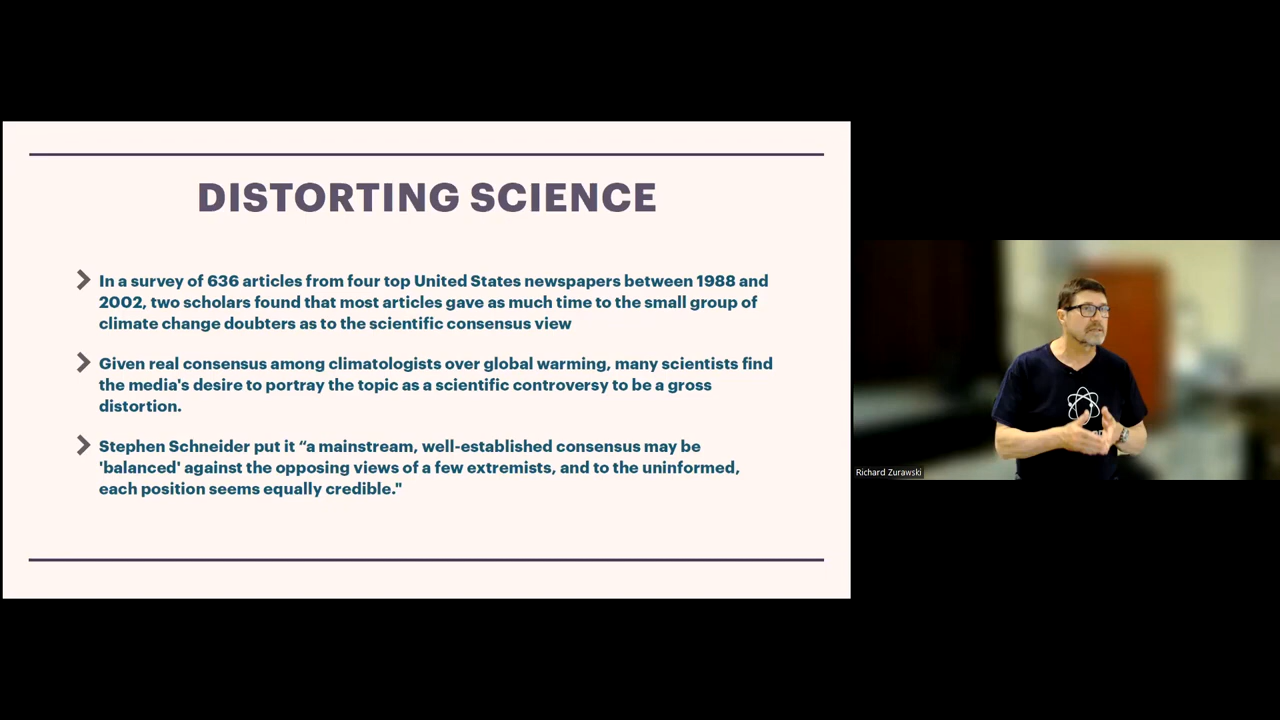 DISTORTING SCIENCE
In a survey of 636 articles from four top United States newspapers between 1988 and
2002, two scholars found that most articles gave as much time to the small group of
climate change doubters as to the scientific consensus view
Given real consensus among climatologists over global warming, many scientists find
the media's desire to portray the topic as a scientific controversy to be a gross
distortion.
Stephen Schneider put it “a mainstream, well-established consensus may be
'balanced' against the opposing views of a few extremists, and to the uninformed,
each position seems equally credible."
Richard Zurawski